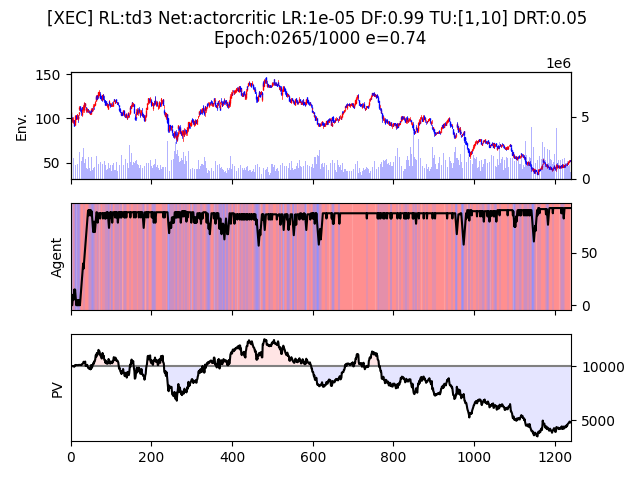 [XEC] RL:td3 Net:actorcritic LR:1e-05 DF:0.99 TU:[1,10] DRT:0.05
Epoch:0265/1000 e=0.74
1e6
150
100
50
Env.
5
0
Agent
50
0
PV
10000
5000
0 200 400 600 800 1000 1200